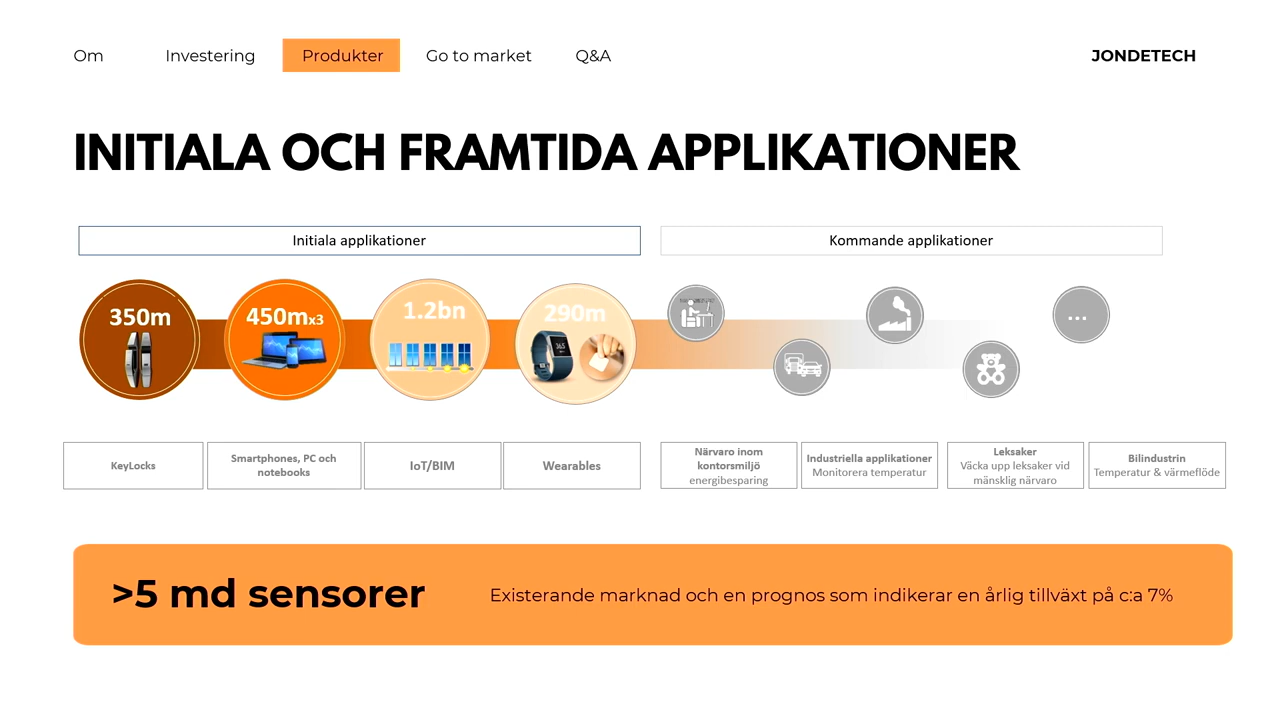 Om
Investering
Produkter
Go to market
Q&A
JONDETECH
INITIALA OCH FRAMTIDA APPLIKATIONER
Initiala applikationer
Kommande applikationer
350m
450mx3
1.2bn
290m
...
KeyLocks
Smartphones, PC och
notebooks
IoT/BIM
Wearables
Närvaro inom
kontorsmiljö
energibesparing
Industriella applikationer
Monitorera temperatur
Leksaker
Väcka upp leksaker vid
mänsklig närvaro
Bilindustrin
Temperatur & värmeflöde
>5 md sensorer
Existerande marknad och en prognos som indikerar en årlig tillväxt på c:a 7%